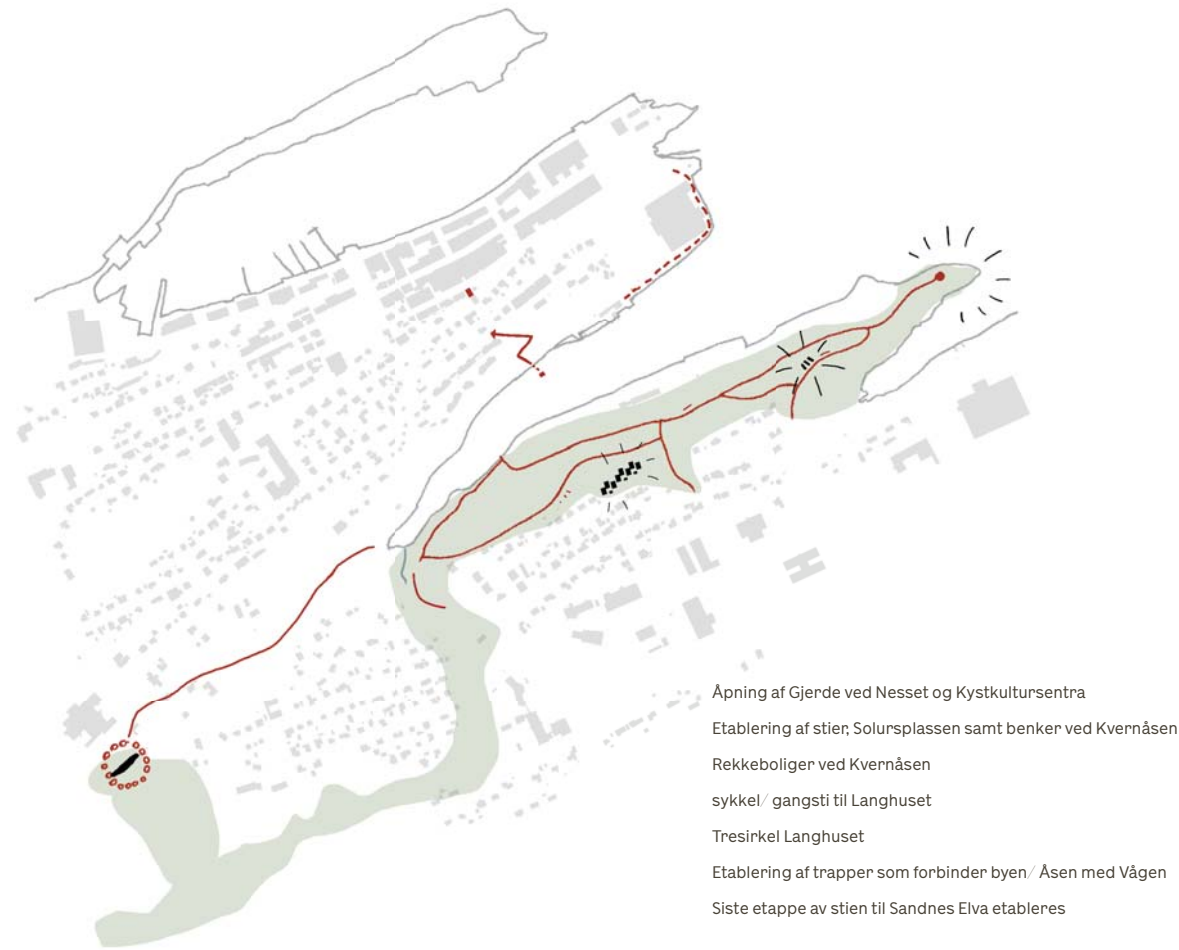 Åpning af Gjerde ved Nesset og Kystkultursentra
Etablering af stier, Solursplassen samt benker ved Kvernåsen
Rekkeboliger ved Kvernåsen
sykkel/ gangsti til Langhuset
Tresirkel Langhuset
Etablering af trapper som forbinder byen/ Åsen med Vågen
Siste etappe av stien til Sandnes Elva etableres